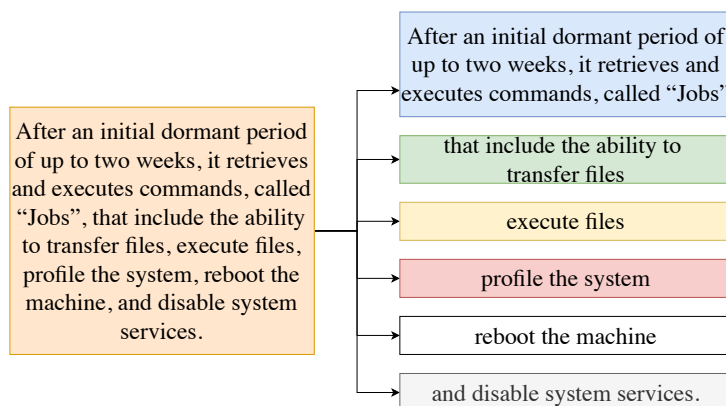 After an initial dormant period
of up to two weeks, it retrieves
and executes commands, called
“Jobs”, that include the ability
to transfer files, execute files,
profile the system, reboot the
machine, and disable system
services.
After an initial dormant period of
up to two weeks, it retrieves and
executes commands, called “Jobs”
that include the ability to
transfer files
execute files
profile the system
reboot the machine
and disable system services.